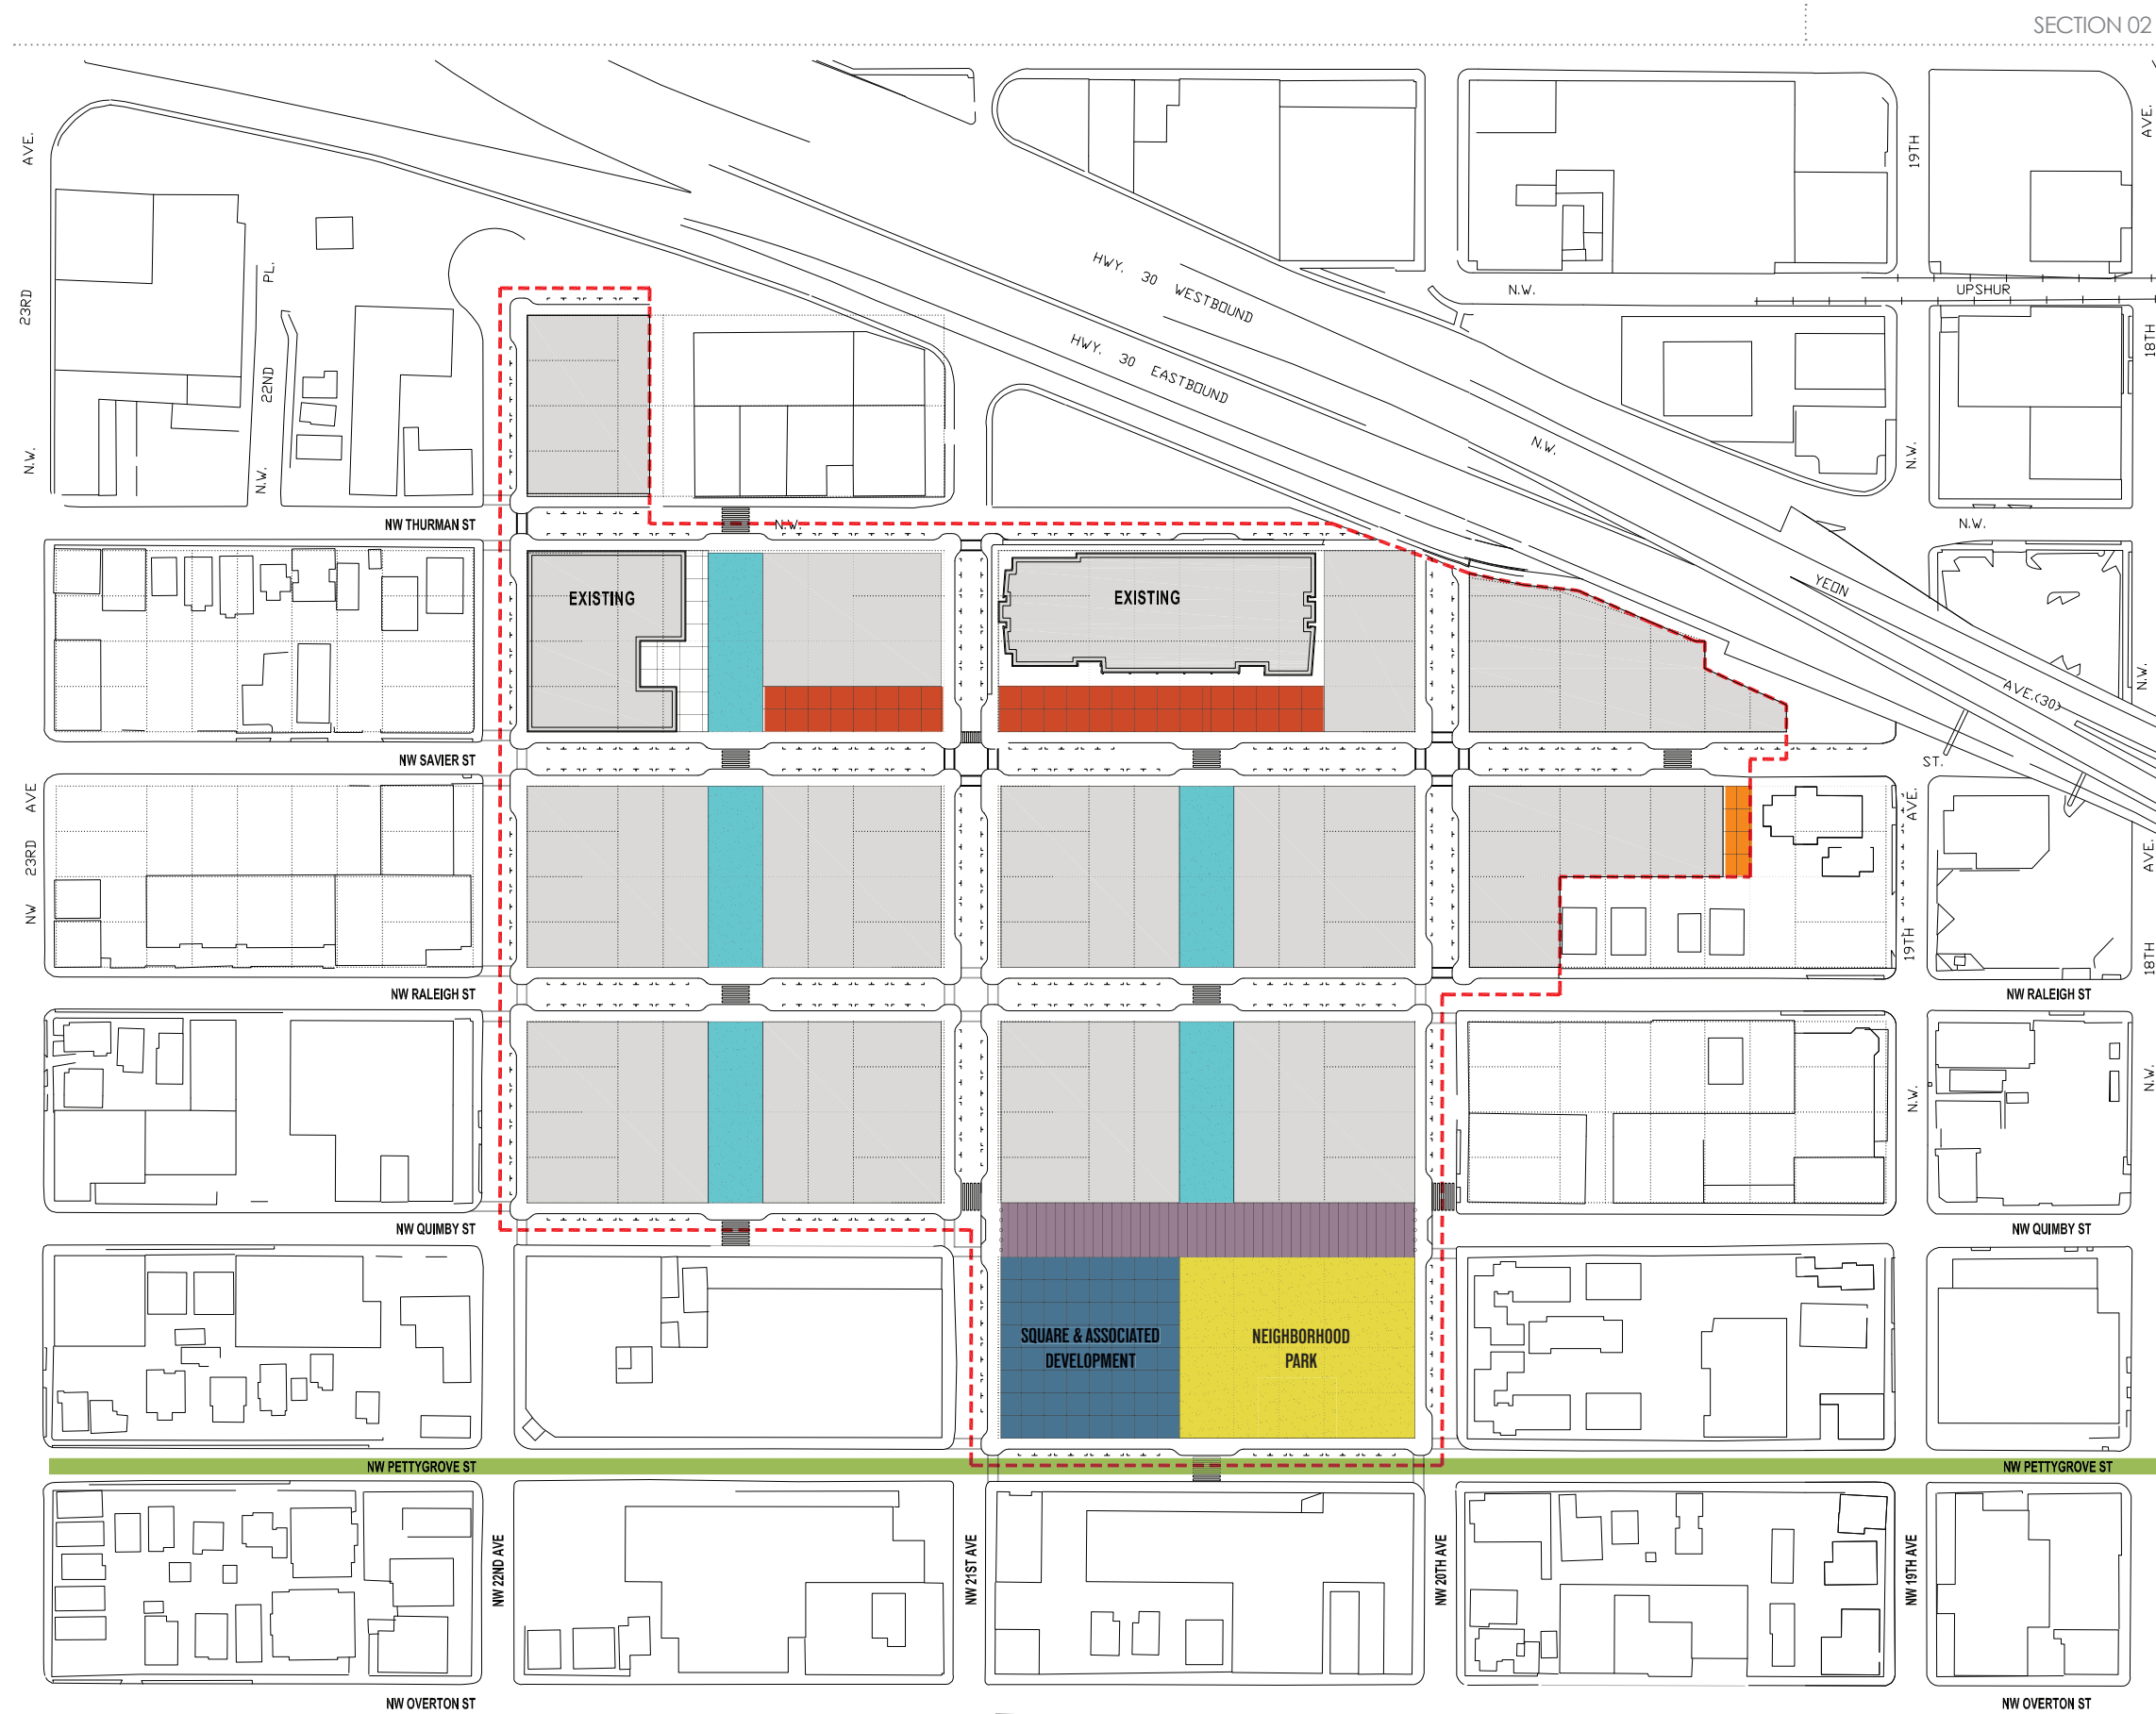 SECTION 02
AVE.
23RD
N.W.
PL.
22ND
N.W.
HWY. 30 WESTBOUND
HWY. 30 EASTBOUND
N.W.
UPSHUR
19TH
N.W.
AVE.
18TH
N.W.
N.W.
YEON
AVE.(30)
NW THURMAN ST
N.W.
N.W.
EXISTING
EXISTING
NW SAVIER ST
ST.
AVE
23RD
NW
AVE.
19TH
N.W.
AVE.
18TH
N.W.
NW RALEIGH ST
NW RALEIGH ST
NW QUIMBY ST
NW QUIMBY ST
SQUARE & ASSOCIATED
DEVELOPMENT
NEIGHBORHOOD
PARK
NW PETTYGROVE ST
NW PETTYGROVE ST
NW 22ND AVE
NW 21ST AVE
NW 20TH AVE
NW 19TH AVE
NW OVERTON ST
NW OVERTON ST